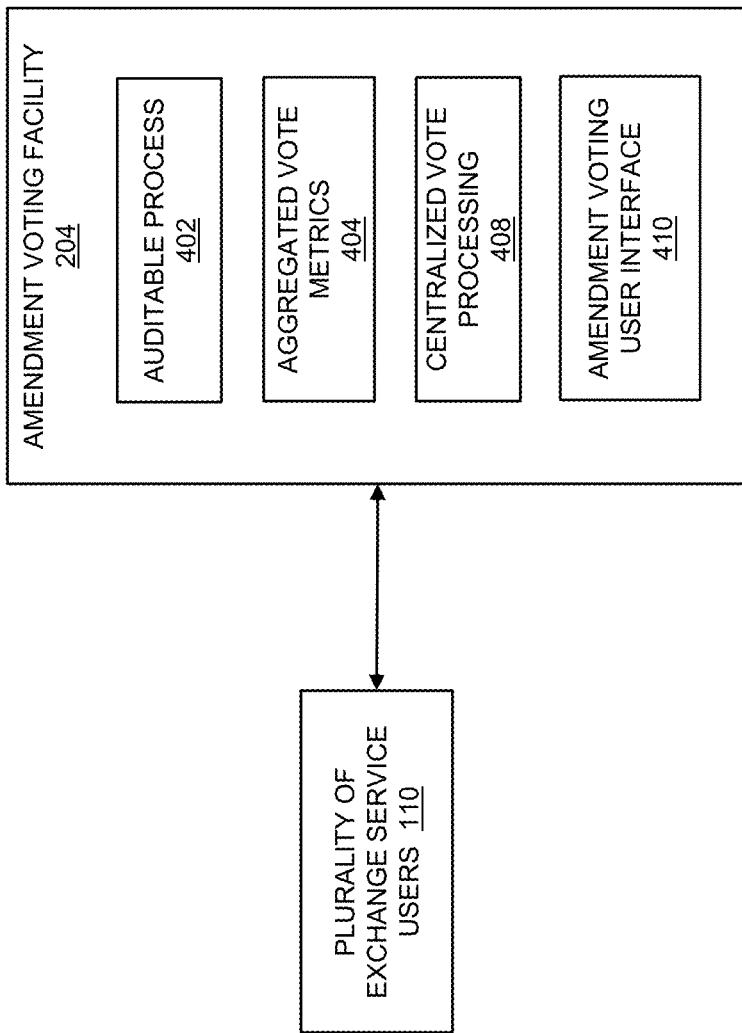 AMENDMENT VOTING FACILITY
204
AUDITABLE PROCESS
402
AGGREGATED VOTE
METRICS
404
CENTRALIZED VOTE
PROCESSING
408
AMENDMENT VOTING
USER INTERFACE
410
PLURALITY OF
EXCHANGE SERVICE
USERS 110